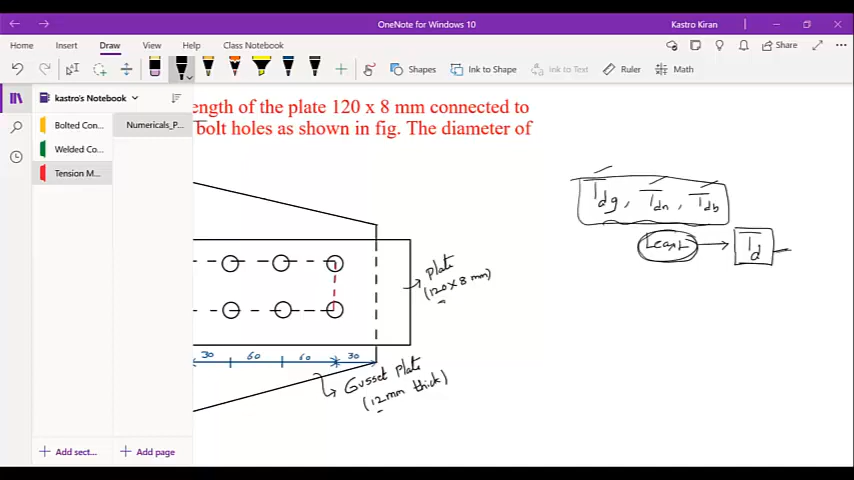 OneNote for Windows 10
Kastro Kiran
Home Insert Draw View Help Class Notebook
Share
Shapes Ink to Shape Ink to Text Ruler Math
kastro's Notebook
Bolted Con...
Welded Co...
Tension M...
Numericals_P...
ength of the plate 120 x 8 mm connected to
bolt holes as shown in fig. The diameter of
Tdg, Tdn, Tdb
Least → Td
Plate
(120x8 mm)
30 60 60 30
Gusset Plate
(12mm thick)
+ Add sect...
+ Add page